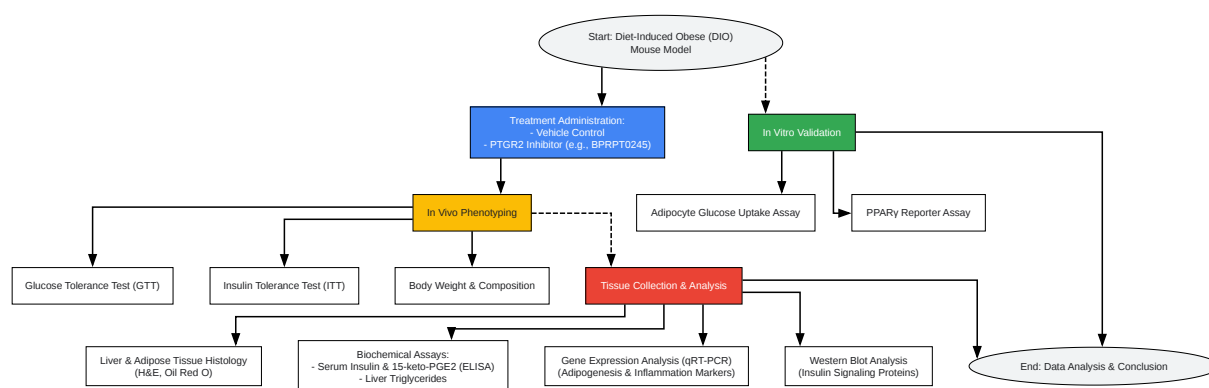 Start: Diet-Induced Obese (DIO)
Mouse Model
Treatment Administration:
- Vehicle Control
- PTGR2 Inhibitor (e.g., BPRPT0245)
In Vitro Validation
In Vivo Phenotyping
Adipocyte Glucose Uptake Assay
PPARγ Reporter Assay
Glucose Tolerance Test (GTT)
Insulin Tolerance Test (ITT)
Body Weight & Composition
Tissue Collection & Analysis
Liver & Adipose Tissue Histology
(H&E, Oil Red O)
Biochemical Assays:
- Serum Insulin & 15-keto-PGE2 (ELISA)
- Liver Triglycerides
Gene Expression Analysis (qRT-PCR)
(Adipogenesis & Inflammation Markers)
Western Blot Analysis
(Insulin Signaling Proteins)
End: Data Analysis & Conclusion